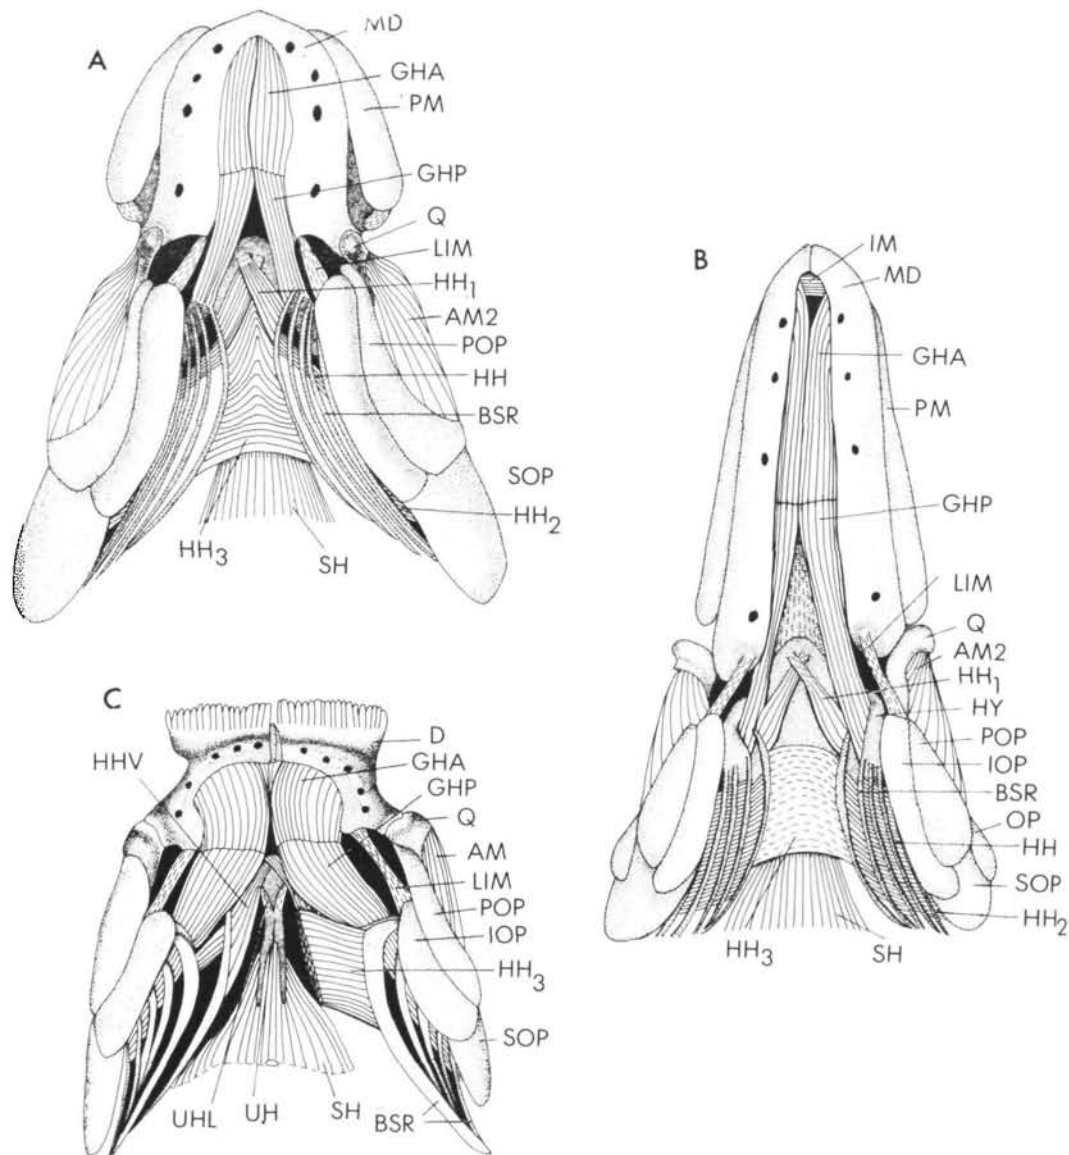 A
MD
GHA
PM
GHP
Q
LIM
HH1
AM2
POP
HH
BSR
SOP
HH2
HH3
SH
B
IM
MD
GHA
PM
GHP
LIM
Q
AM2
HH1
HY
POP
IOP
BSR
OP
HH
SOP
HH2
HH3
SH
C
HHV
D
GHA
GHP
Q
AM
LIM
POP
IOP
HH3
SOP
UHL
UH
SH
BSR